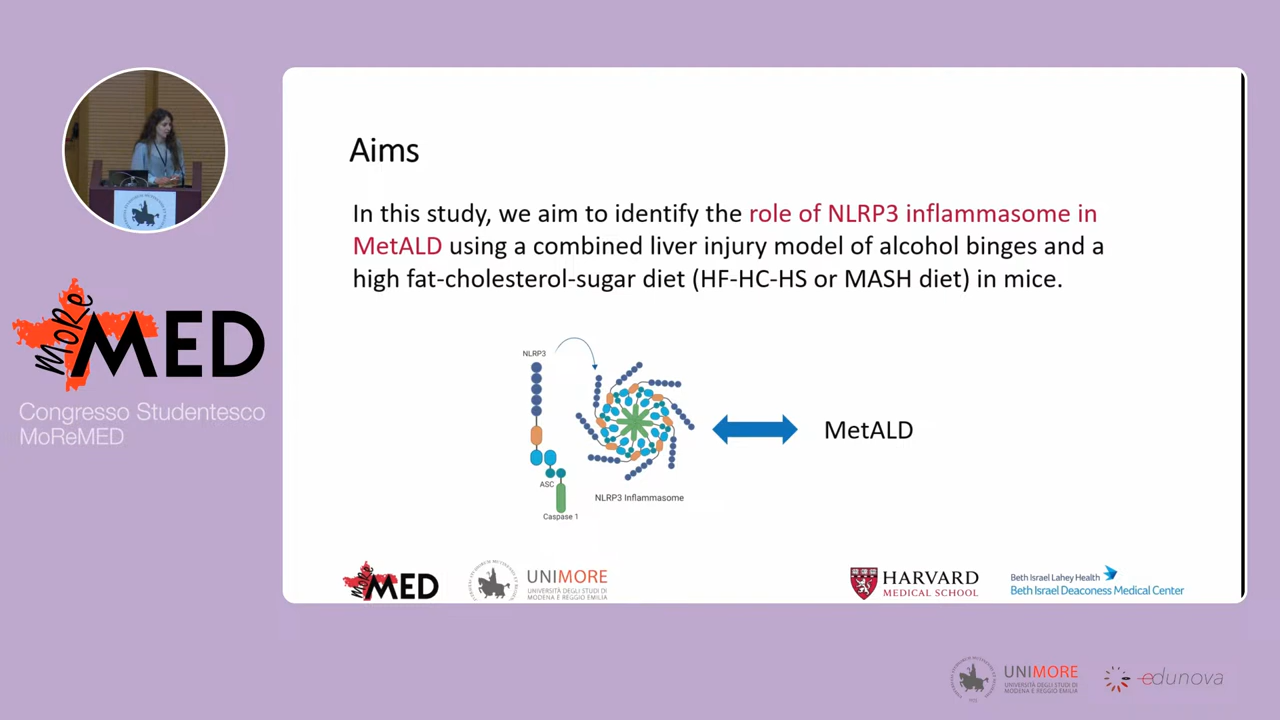 Aims
In this study, we aim to identify the role of NLRP3 inflammasome in
MetALD using a combined liver injury model of alcohol binges and a
high fat-cholesterol-sugar diet (HF-HC-HS or MASH diet) in mice.
NLRP3
ASC
Caspase 1
NLRP3 Inflammasome
MetALD
MoRe
MED
Congresso Studentesco
MoReMED
MoRe
MED
UNIMORE
UNIVERSITÀ DEGLI STUDI DI
MODENA E REGGIO EMILIA
HARVARD
MEDICAL SCHOOL
Beth Israel Lahey Health
Beth Israel Deaconess Medical Center
UNIMORE
UNIVERSITÀ DEGLI STUDI DI
MODENA E REGGIO EMILIA
edunova